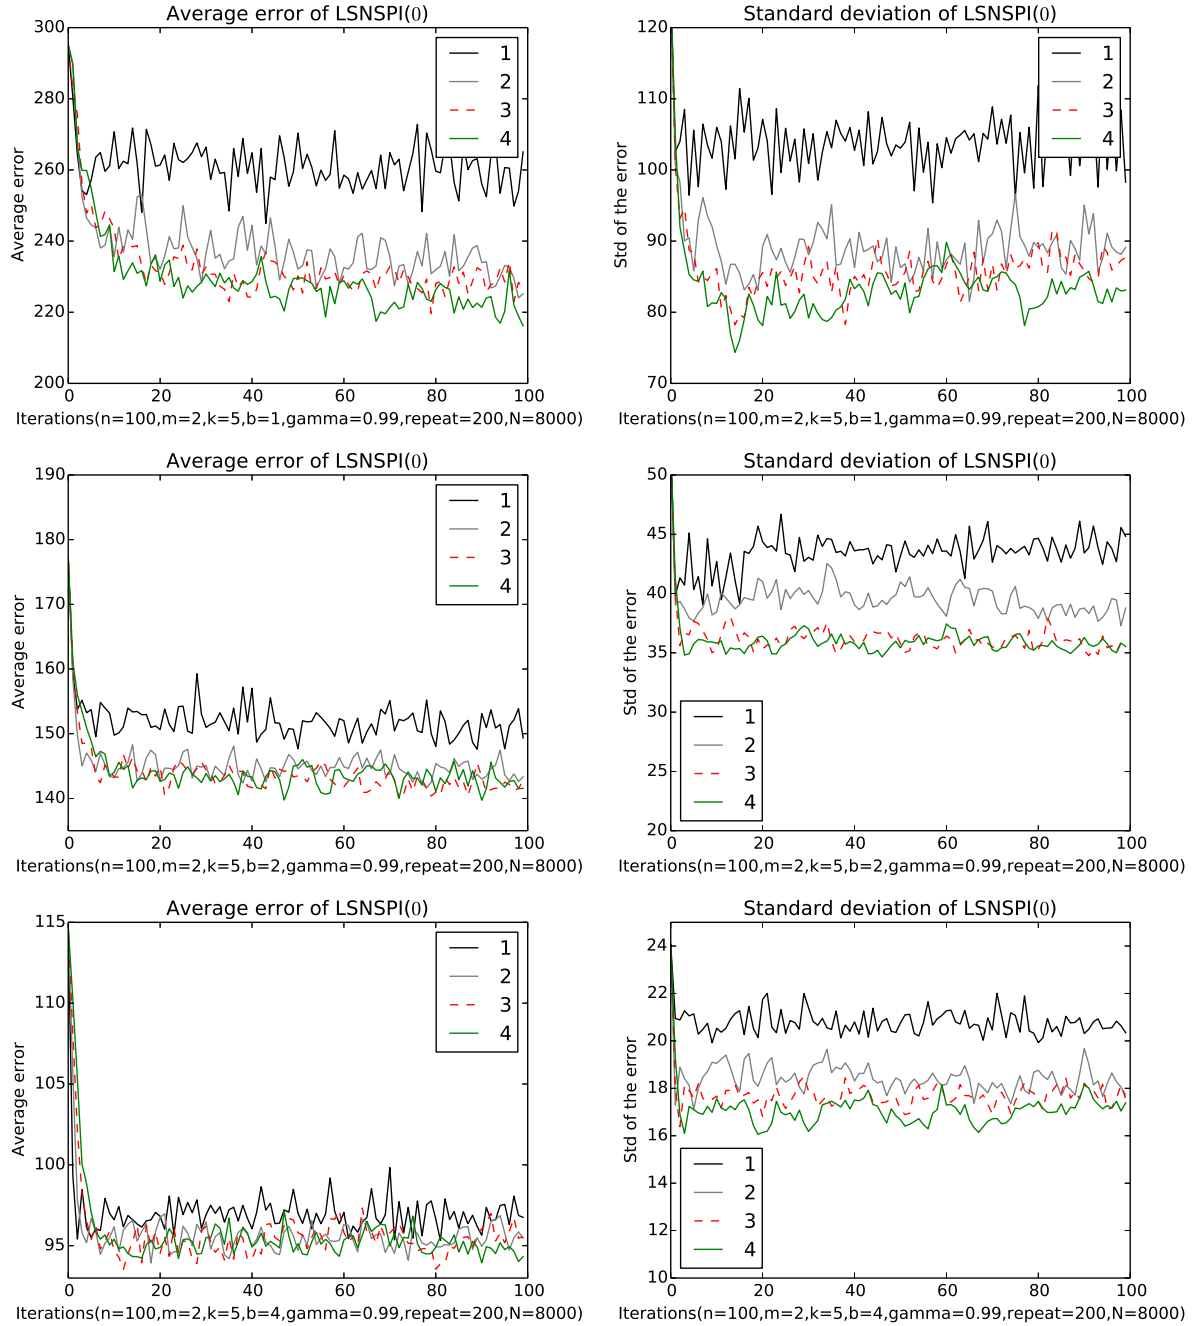 Average error of LSNSPI(0)
300
280
260
240
220
200
Average error
1
2
3
4
0 20 40 60 80 100
Iterations(n=100,m=2,k=5,b=1,gamma=0.99,repeat=200,N=8000)
Standard deviation of LSNSPI(0)
120
110
100
90
80
70
Std of the error
1
2
3
4
0 20 40 60 80 100
Iterations(n=100,m=2,k=5,b=1,gamma=0.99,repeat=200,N=8000)
Average error of LSNSPI(0)
190
180
170
160
150
140
Average error
1
2
3
4
0 20 40 60 80 100
Iterations(n=100,m=2,k=5,b=2,gamma=0.99,repeat=200,N=8000)
Standard deviation of LSNSPI(0)
50
45
40
35
30
25
20
Std of the error
1
2
3
4
0 20 40 60 80 100
Iterations(n=100,m=2,k=5,b=2,gamma=0.99,repeat=200,N=8000)
Average error of LSNSPI(0)
115
110
105
100
95
Average error
1
2
3
4
0 20 40 60 80 100
Iterations(n=100,m=2,k=5,b=4,gamma=0.99,repeat=200,N=8000)
Standard deviation of LSNSPI(0)
24
22
20
18
16
14
12
10
Std of the error
1
2
3
4
0 20 40 60 80 100
Iterations(n=100,m=2,k=5,b=4,gamma=0.99,repeat=200,N=8000)